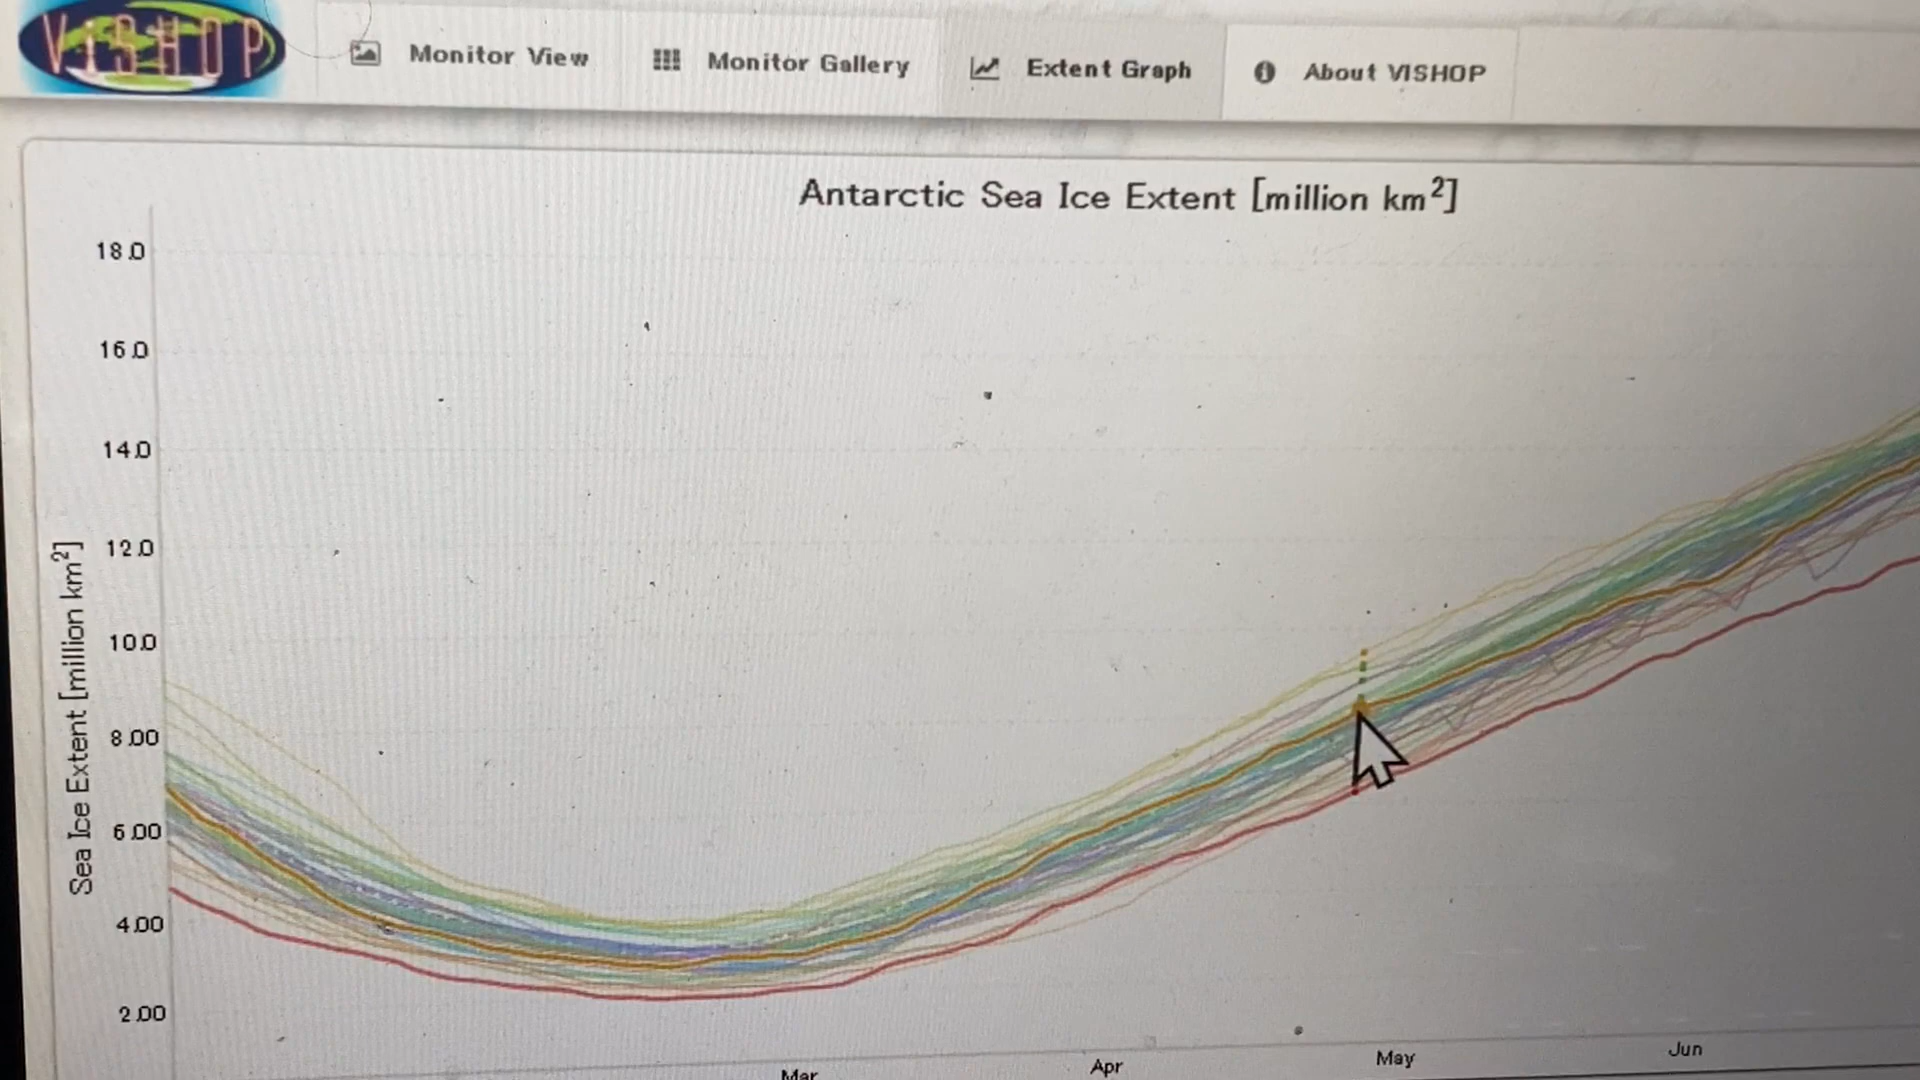 VISHOP
Monitor View
Monitor Gallery
Extent Graph
About VISHOP
Antarctic Sea Ice Extent [million km²]
18.0
16.0
14.0
12.0
10.0
8.00
6.00
4.00
2.00
Sea Ice Extent [million km²]
Mar
Apr
May
Jun